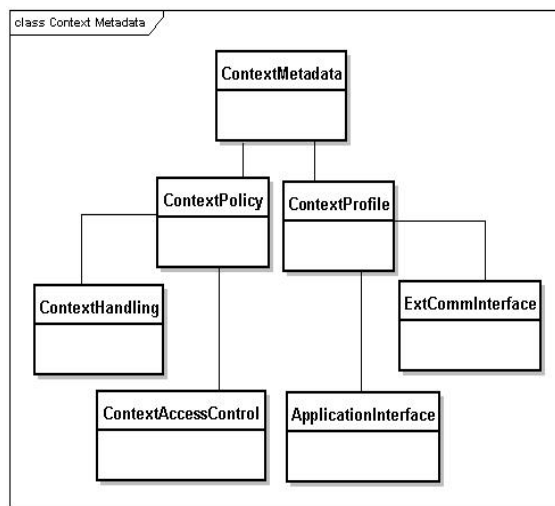 class Context Metadata
ContextMetadata
ContextPolicy
ContextProfile
ContextHandling
ExtCommInterface
ContextAccessControl
ApplicationInterface